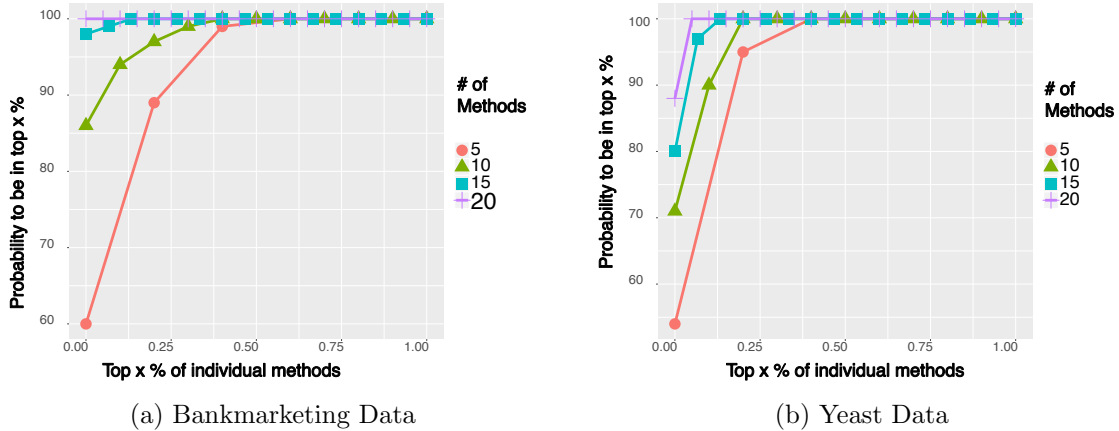 100
90
80
70
60
0.00
0.25
0.50
0.75
1.00
Probability to be in top x %
Top x % of individual methods
# of
Methods
5
10
15
20
(a) Bankmarketing Data
100
90
80
70
60
0.00
0.25
0.50
0.75
1.00
Probability to be in top x %
Top x % of individual methods
# of
Methods
5
10
15
20
(b) Yeast Data